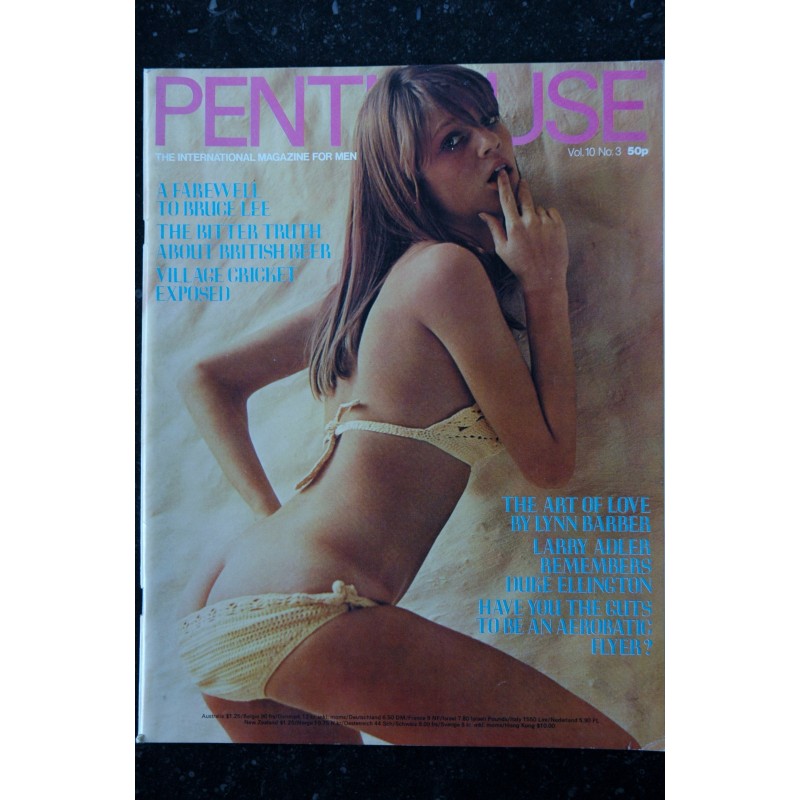 PENTHOUSE
THE INTERNATIONAL MAGAZINE FOR MEN
Vol.10 No.3 50p
A FAREWELL
TO BRUCE LEE
THE BITTER TRUTH
ABOUT BRITISH BEER
VILLAGE CRICKET
EXPOSED
THE ART OF LOVE
BY LYNN BARBER
LARRY ADLER
REMEMBERS
DUKE ELLINGTON
HAVE YOU THE GUTS
TO BE AN AEROBATIC
FLYER?